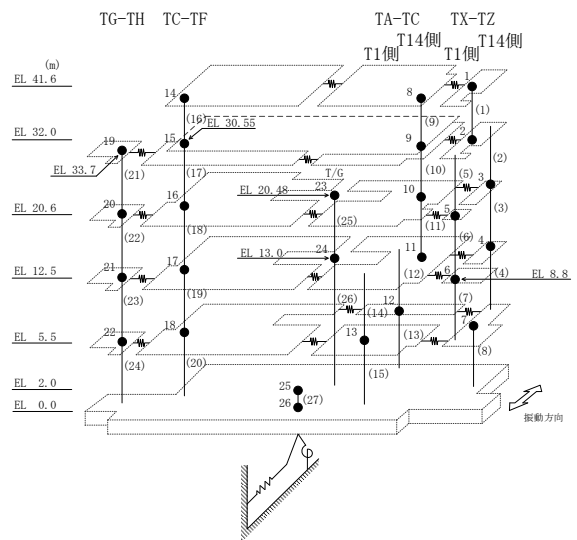 TG-TH TC-TF TA-TC TX-TZ
T1側 T14側 T1側 T14側
(m)
EL 41.6
14 8 1
(16) (9) (1)
EL 32.0
EL 30.55
19 15 9 2
EL 33.7
(21) (17) (10) (2)
T/G
EL 20.48 23
16 10 (5) 3
EL 20.6
20 (25) (11) 5 (3)
(22) (18) (6)
EL 13.0 24 11 4
EL 12.5
21 17 (12) 6 (4) EL 8.8
(23) (19) (26) 12 (7)
(14)
EL 5.5
22 18 13 (13) 7
(24) (20) (15) (8)
EL 2.0
25
EL 0.0
26 (27)
振動方向